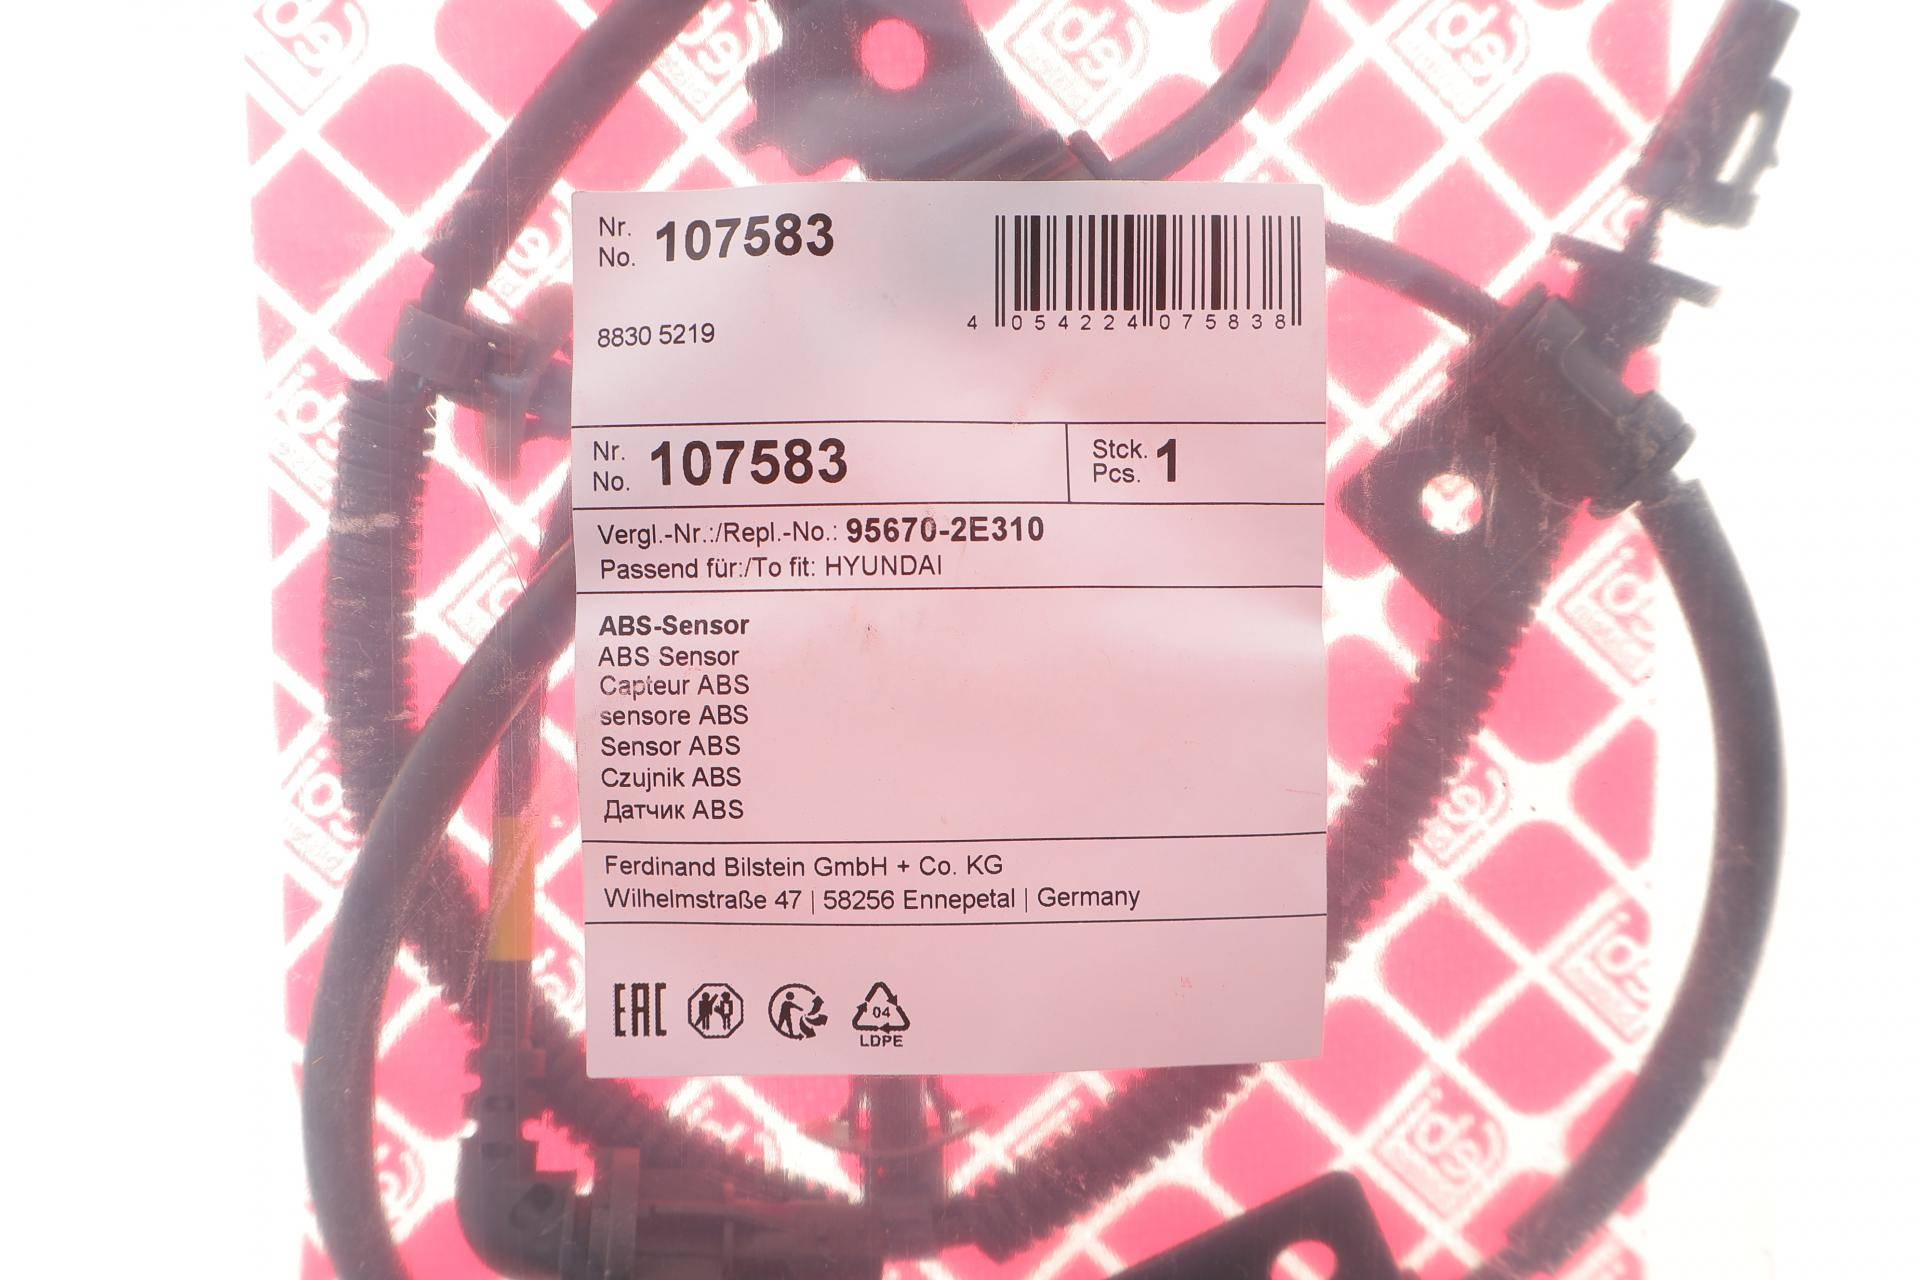 Nr.
No. 107583
8830 5219
4 054224 075838
Nr.
No. 107583
Stck.
Pcs. 1
Vergl.-Nr.:/Repl.-No.: 95670-2E310
Passend für:/To fit: HYUNDAI
ABS-Sensor
ABS Sensor
Capteur ABS
sensore ABS
Sensor ABS
Czujnik ABS
Датчик ABS
Ferdinand Bilstein GmbH + Co. KG
Wilhelmstraße 47 | 58256 Ennepetal | Germany
EAC
04
LDPE